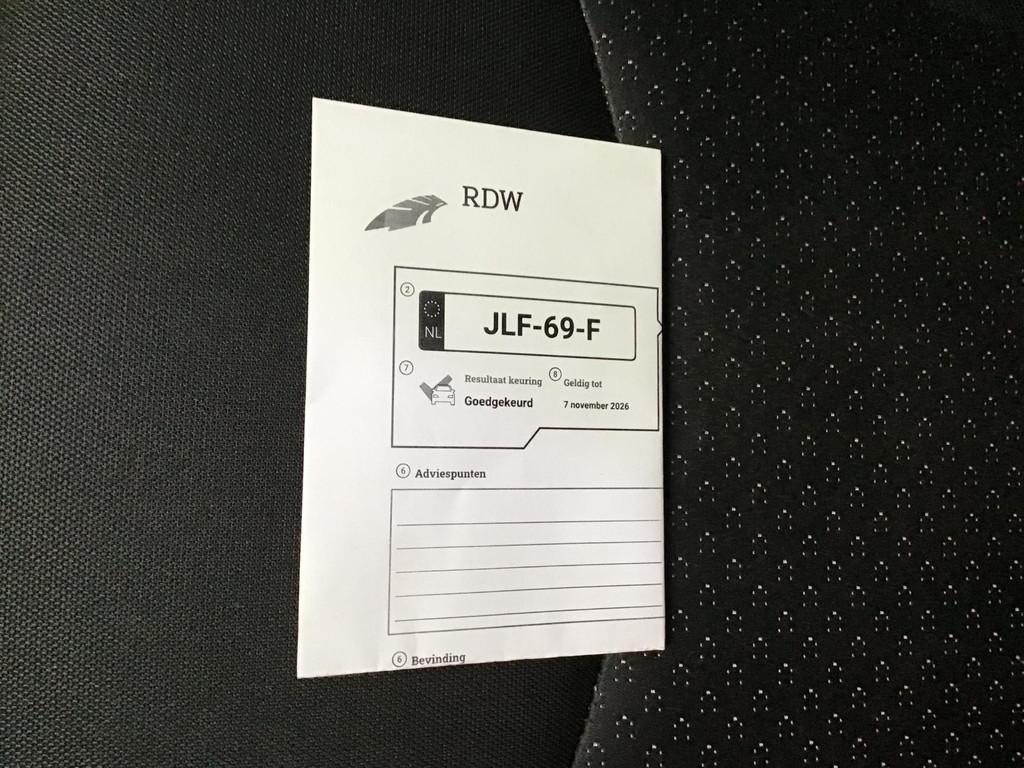 RDW
2
NL
JLF-69-F
7
Resultaat keuring
8
Geldig tot
Goedgekeurd
7 november 2026
6 Adviespunten
6 Bevinding